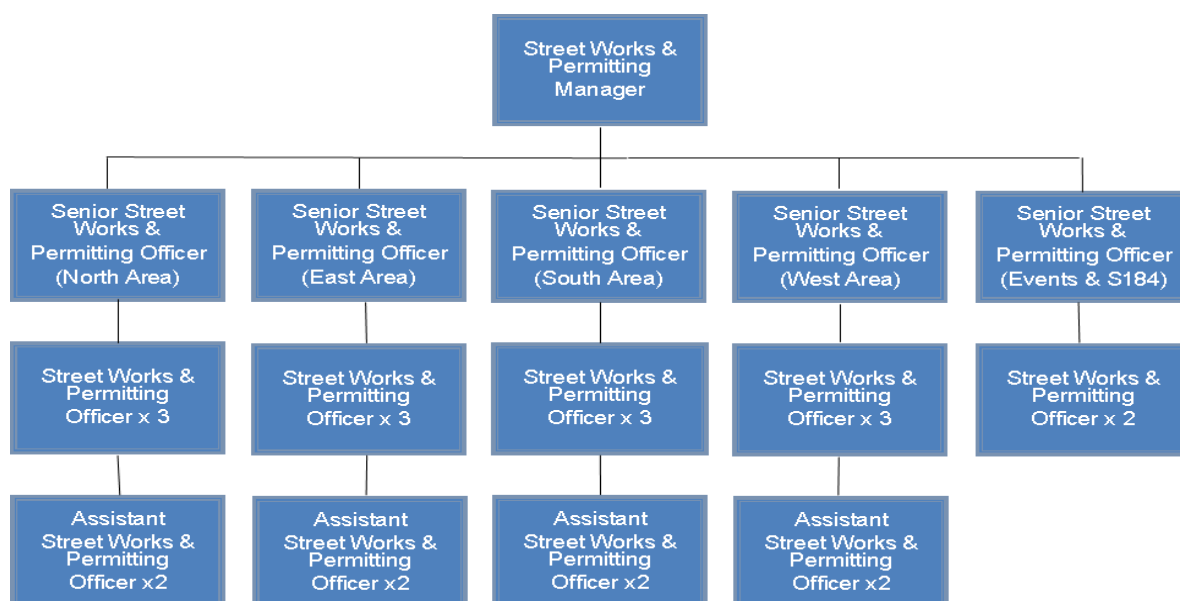 Street Works &
Permitting
Manager
Senior Street
Works &
Permitting Officer
(North Area)
Senior Street
Works &
Permitting Officer
(East Area)
Senior Street
Works &
Permitting Officer
(South Area)
Senior Street
Works &
Permitting Officer
(West Area)
Senior Street
Works &
Permitting Officer
(Events & S184)
Street Works &
Permitting
Officer x 3
Street Works &
Permitting
Officer x 3
Street Works &
Permitting
Officer x 3
Street Works &
Permitting
Officer x 3
Street Works &
Permitting
Officer x 2
Assistant
Street Works &
Permitting
Officer x2
Assistant
Street Works &
Permitting
Officer x2
Assistant
Street Works &
Permitting
Officer x2
Assistant
Street Works &
Permitting
Officer x2